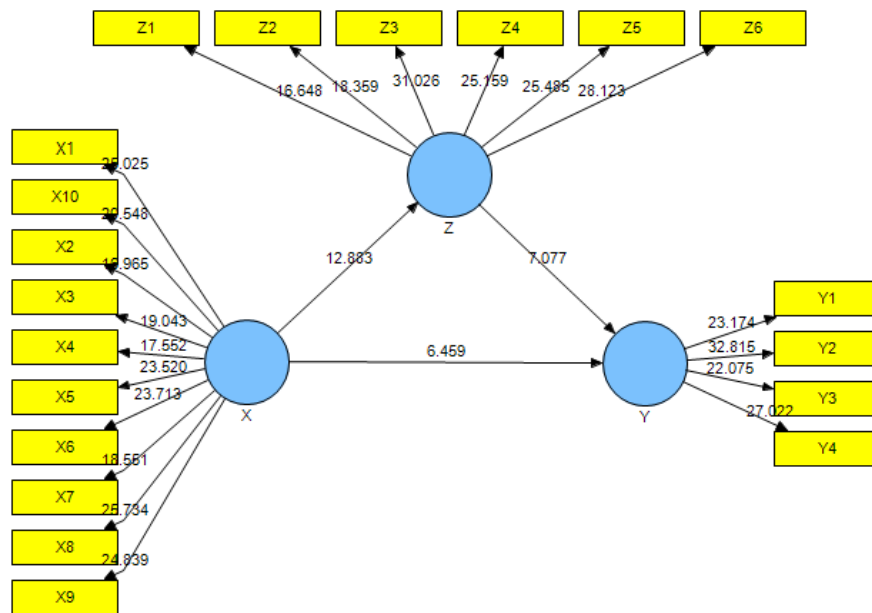 Z1
Z2
Z3
Z4
Z5
Z6
16.648
18.359
31.026
25.159
25.485
28.123
Z
X1
X10
X2
X3
X4
X5
X6
X7
X8
X9
19.043
17.552
23.520
23.713
25.734
24.839
X
12.883
7.077
6.459
Y1
Y2
Y3
Y4
23.174
32.815
22.075
27.022
Y